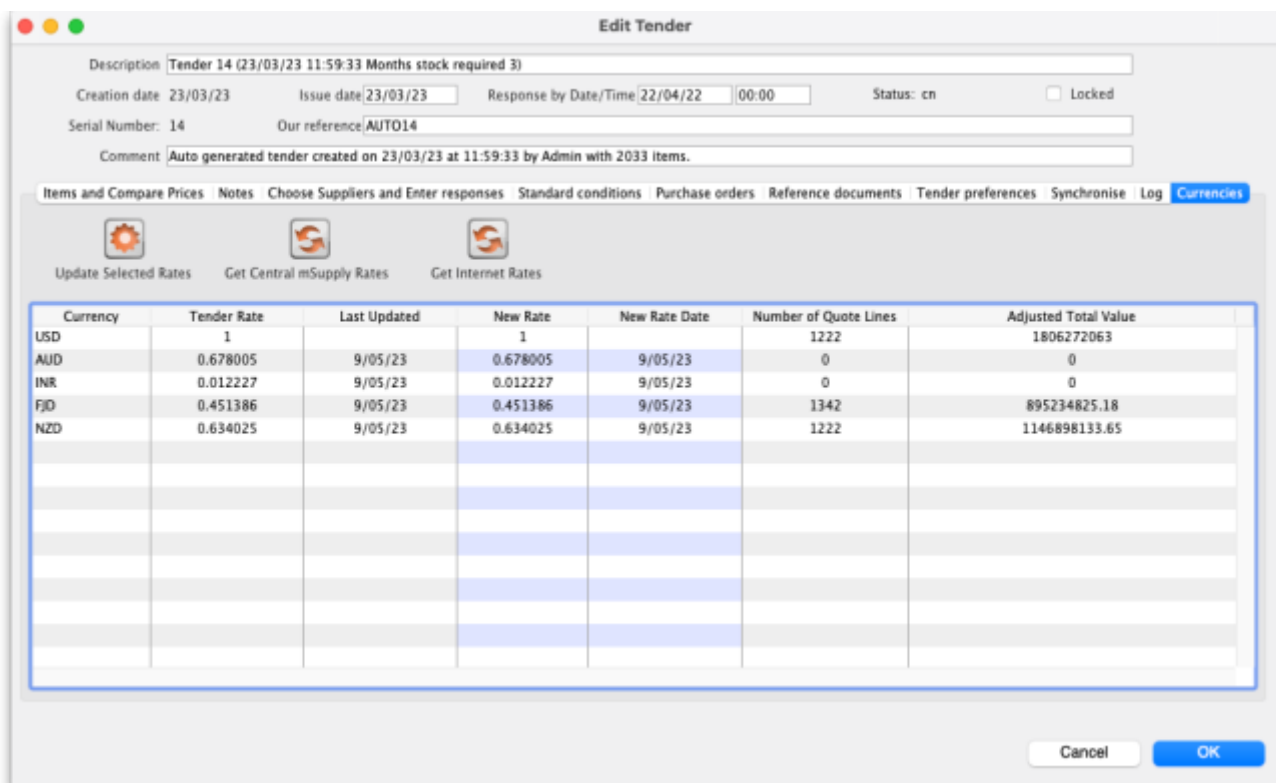 Edit Tender
Description Tender 14 (23/03/23 11:59:33 Months stock required 3)
Creation date 23/03/23 Issue date 23/03/23 Response by Date/Time 22/04/22 00:00 Status: cn Locked
Serial Number: 14 Our reference AUTO14
Comment Auto generated tender created on 23/03/23 at 11:59:33 by Admin with 2033 items.
Items and Compare Prices Notes Choose Suppliers and Enter responses Standard conditions Purchase orders Reference documents Tender preferences Synchronise Log Currencies
Update Selected Rates Get Central mSupply Rates Get Internet Rates
Currency Tender Rate Last Updated New Rate New Rate Date Number of Quote Lines Adjusted Total Value
USD 1 1 1222 1806272063
AUD 0.678005 9/05/23 0.678005 9/05/23 0 0
INR 0.012227 9/05/23 0.012227 9/05/23 0 0
FJD 0.451386 9/05/23 0.451386 9/05/23 1342 895234825.18
NZD 0.634025 9/05/23 0.634025 9/05/23 1222 1146898133.65
Cancel OK